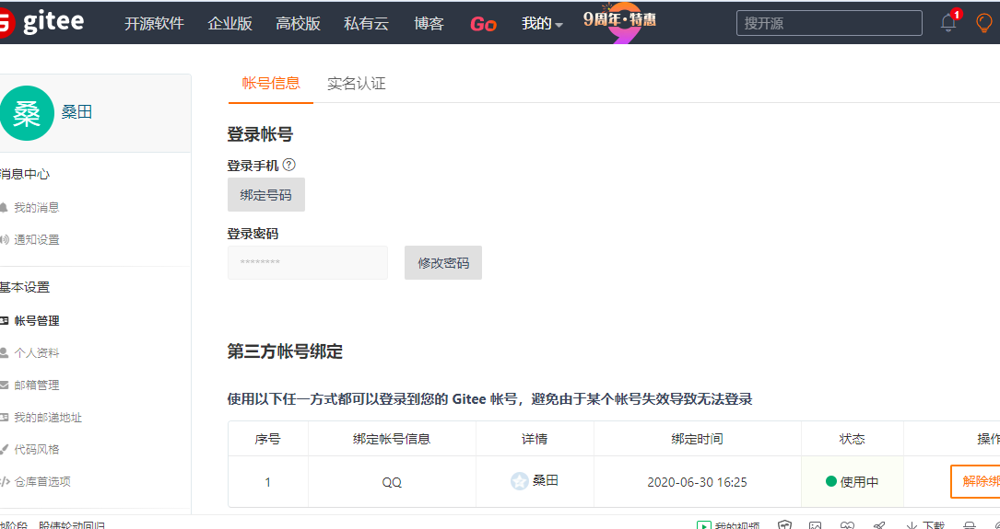 gitee 开源软件 企业版 高校版 私有云 博客 Go 我的 9周年·特惠 搜开源 1
帐号信息 实名认证
桑 桑田
登录帐号
登录手机 ?
消息中心
绑定号码
我的消息
登录密码
通知设置
******** 修改密码
基本设置
帐号管理
个人资料
第三方帐号绑定
邮箱管理
使用以下任一方式都可以登录到您的 Gitee 帐号，避免由于某个帐号失效导致无法登录
我的邮递地址
序号 绑定帐号信息 详情 绑定时间 状态 操作
代码风格
1 QQ 桑田 2020-06-30 16:25 使用中 解除绑
仓库首选项
阶段，股债轮动回归 我的视频 下载